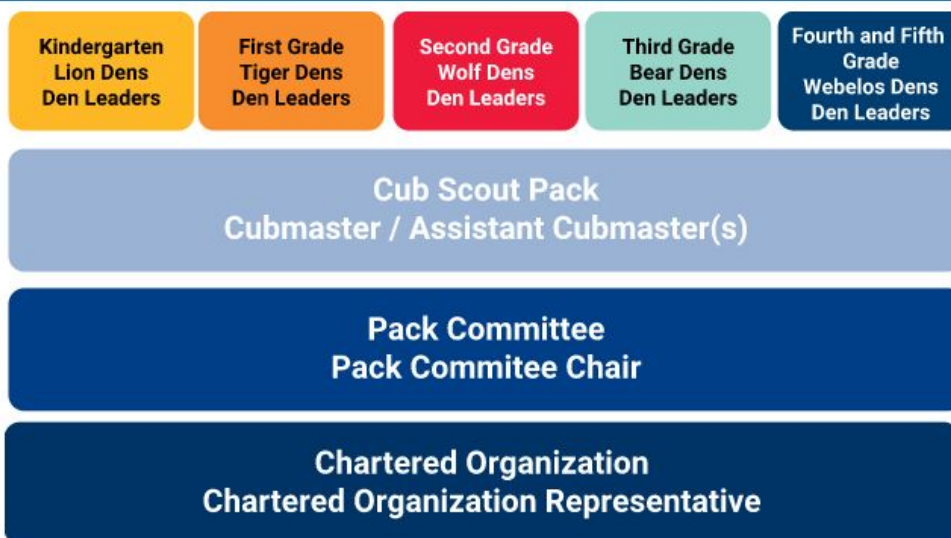 Kindergarten
Lion Dens
Den Leaders
First Grade
Tiger Dens
Den Leaders
Second Grade
Wolf Dens
Den Leaders
Third Grade
Bear Dens
Den Leaders
Fourth and Fifth
Grade
Webelos Dens
Den Leaders
Cub Scout Pack
Cubmaster / Assistant Cubmaster(s)
Pack Committee
Pack Commitee Chair
Chartered Organization
Chartered Organization Representative